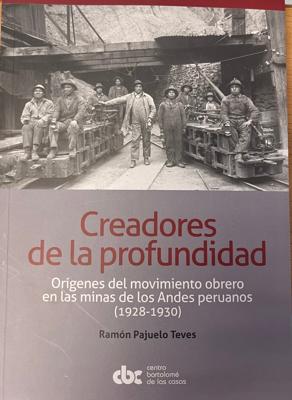 Creadores
de la profundidad
Orígenes del movimiento obrero
en las minas de los Andes peruanos
(1928-1930)
Ramón Pajuelo Teves
cbc
centro
bartolomé
de las casas